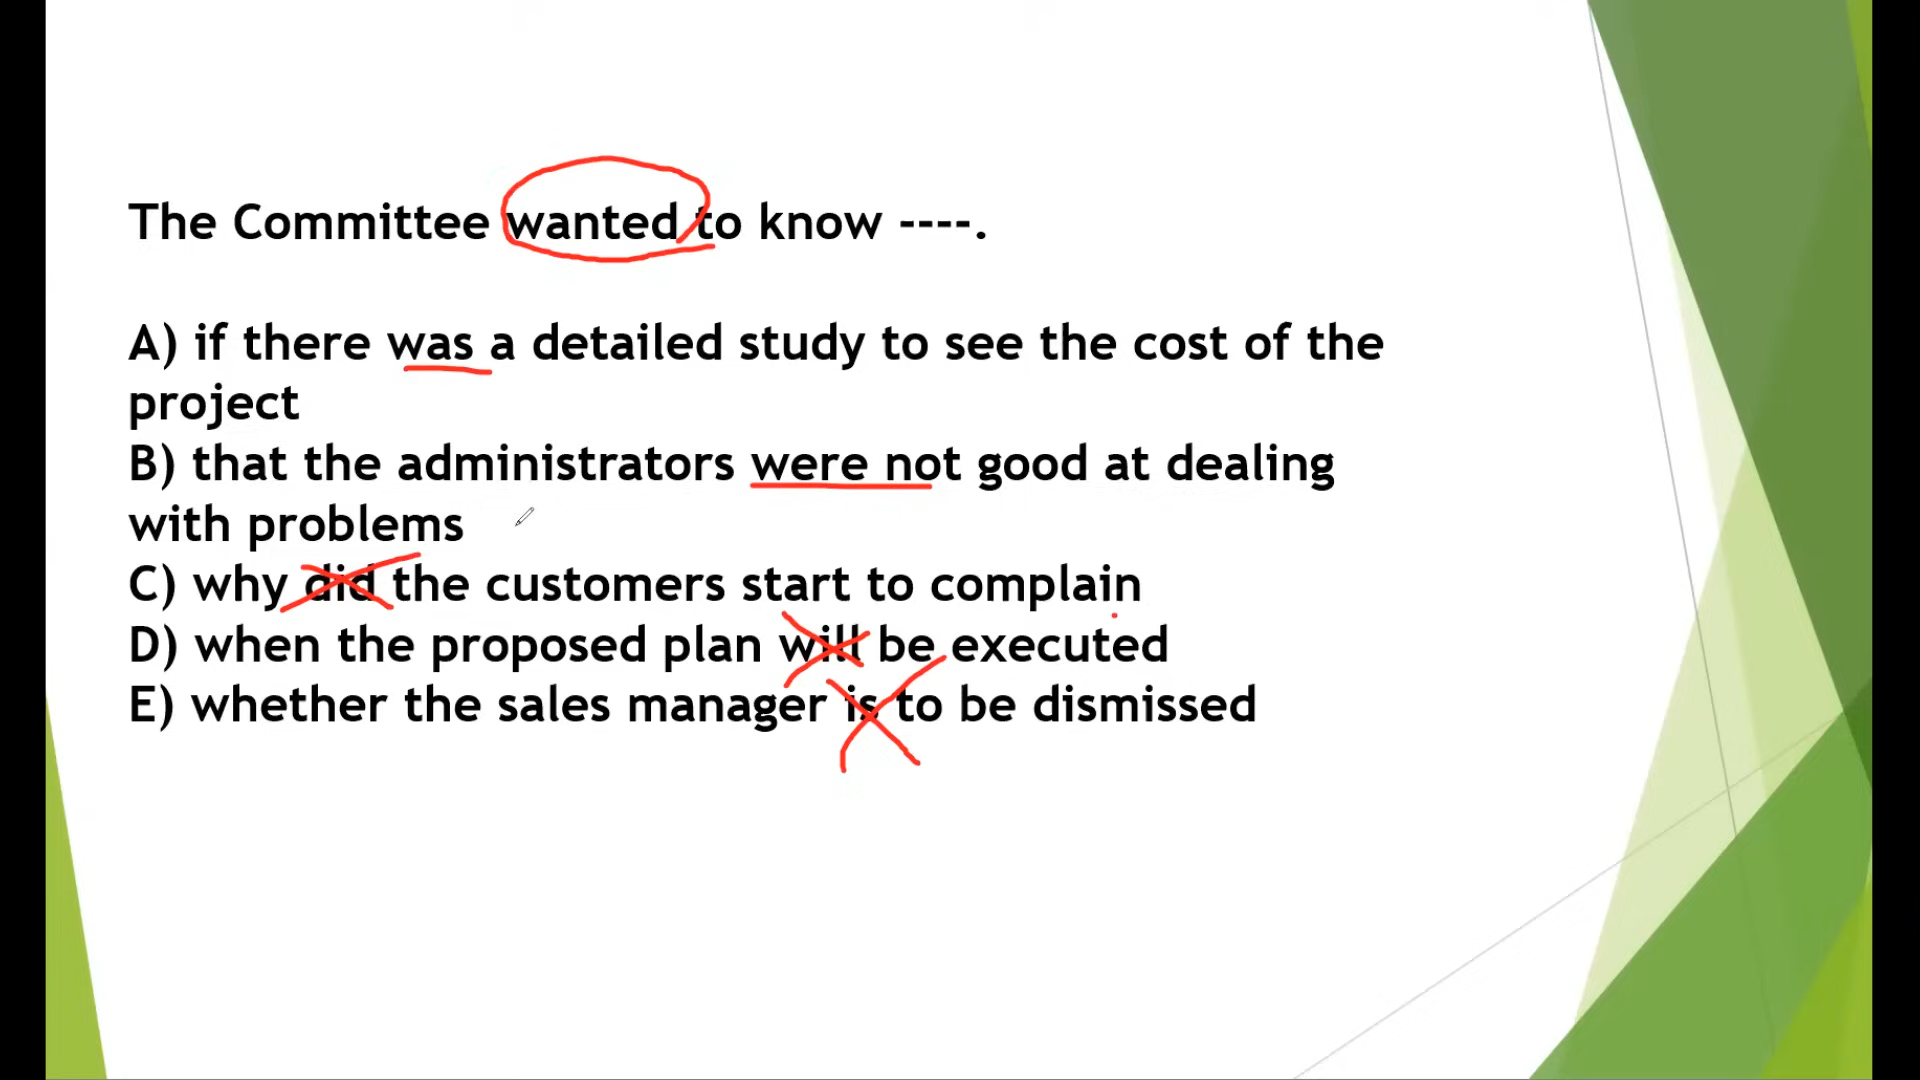 The Committee wanted to know ----.
A) if there was a detailed study to see the cost of the
project
B) that the administrators were not good at dealing
with problems
C) why did the customers start to complain
D) when the proposed plan will be executed
E) whether the sales manager is to be dismissed